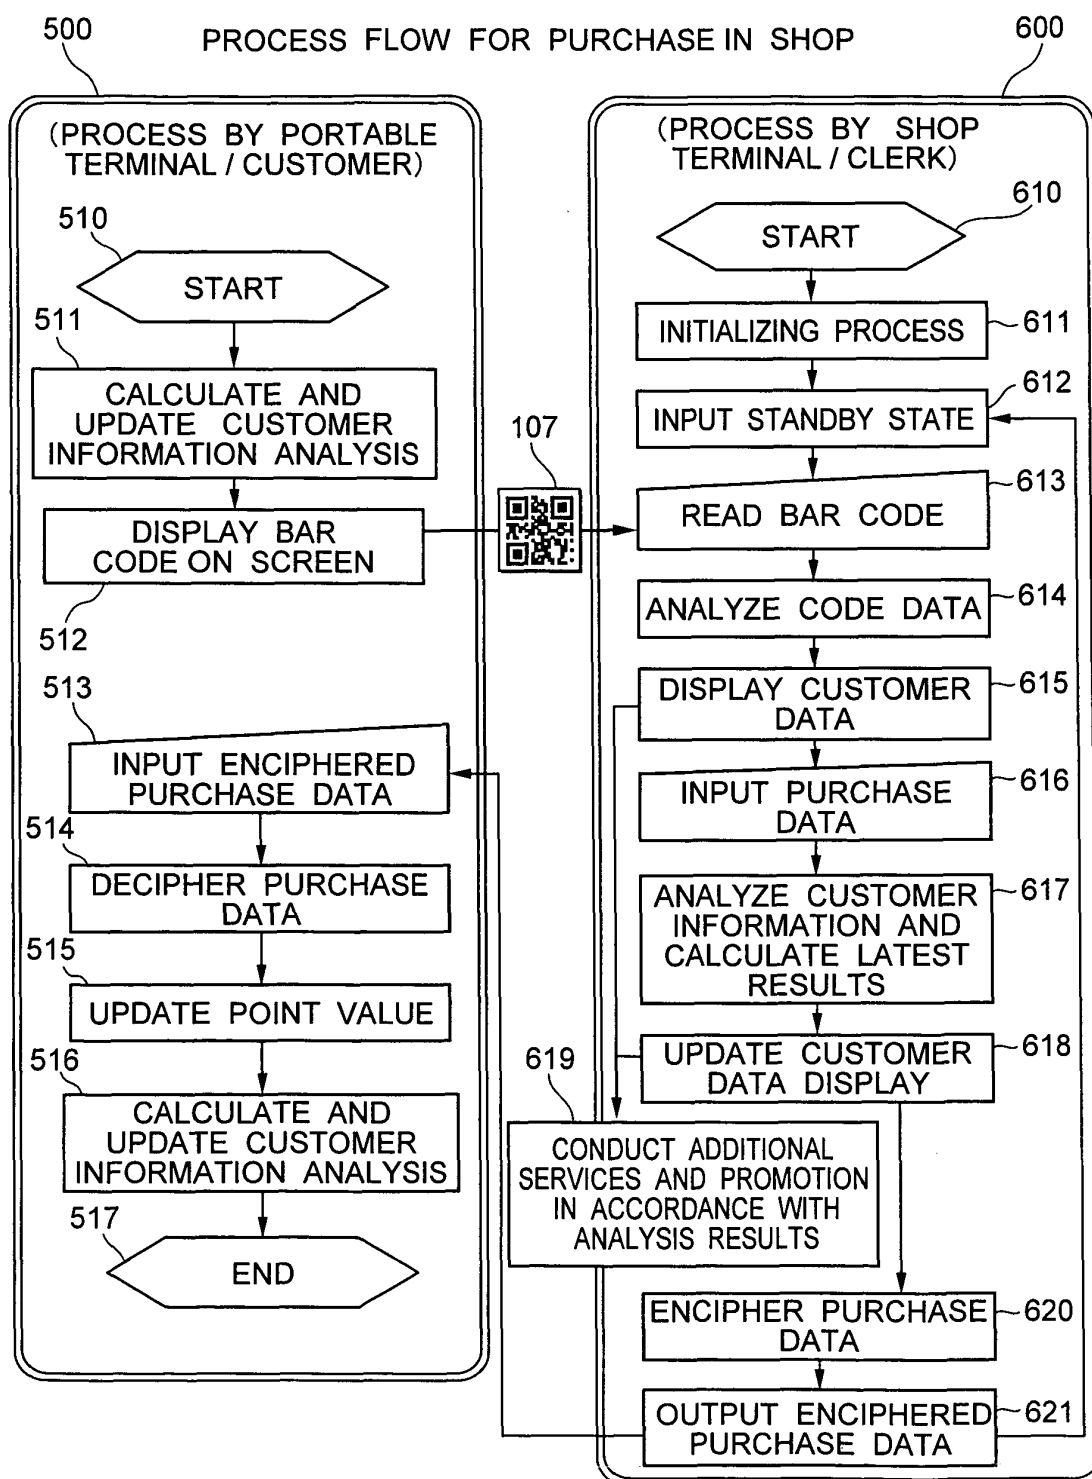 PROCESS FLOW FOR PURCHASE IN SHOP
500
(PROCESS BY PORTABLE
TERMINAL / CUSTOMER)
510
START
511
CALCULATE AND
UPDATE CUSTOMER
INFORMATION ANALYSIS
DISPLAY BAR
CODE ON SCREEN
512
107
513
INPUT ENCIPHERED
PURCHASE DATA
514
DECIPHER PURCHASE
DATA
515
UPDATE POINT VALUE
516
CALCULATE AND
UPDATE CUSTOMER
INFORMATION ANALYSIS
517
END
600
(PROCESS BY SHOP
TERMINAL / CLERK)
610
START
INITIALIZING PROCESS
611
612
INPUT STANDBY STATE
613
READ BAR CODE
ANALYZE CODE DATA
614
DISPLAY CUSTOMER
DATA
615
INPUT PURCHASE
DATA
616
ANALYZE CUSTOMER
INFORMATION AND
CALCULATE LATEST
RESULTS
617
UPDATE CUSTOMER
DATA DISPLAY
618
619
CONDUCT ADDITIONAL
SERVICES AND PROMOTION
IN ACCORDANCE WITH
ANALYSIS RESULTS
ENCIPHER PURCHASE
DATA
620
OUTPUT ENCIPHERED
PURCHASE DATA
621